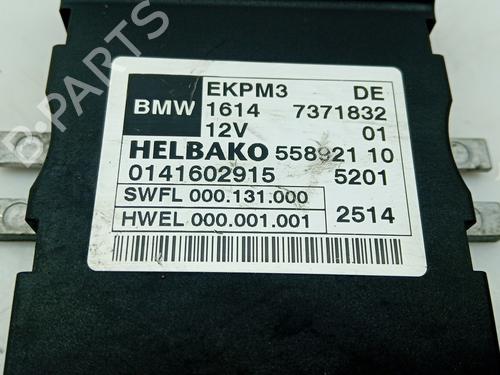 BMW EKPM3 DE
1614 7371832
12V 01
HELBAKO 558921 10
0141602915 5201
SWFL 000.131.000
HWEL 000.001.001 2514